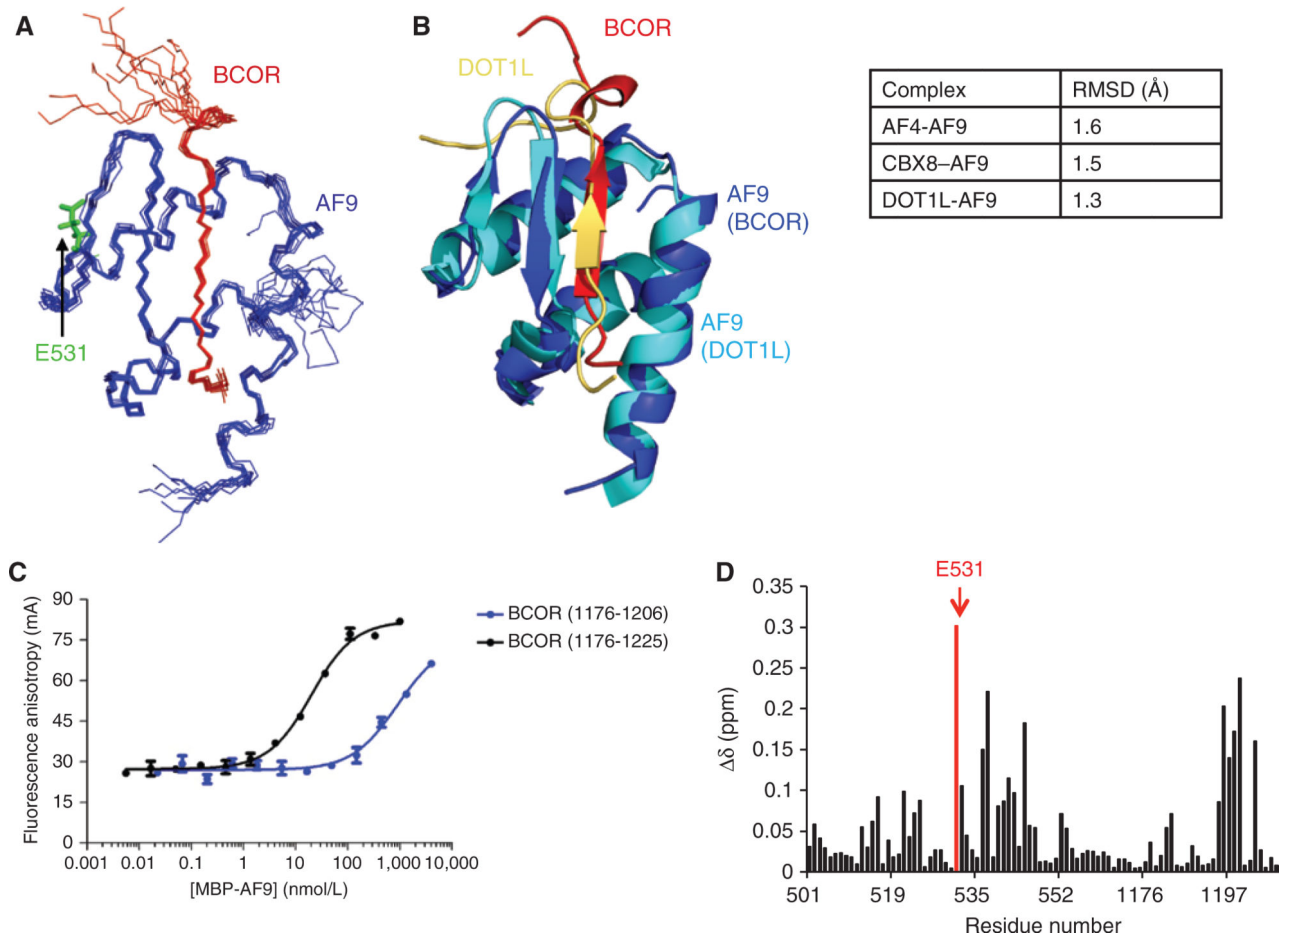 A
BCOR
AF9
E531
B
BCOR
DOT1L
AF9
(BCOR)
AF9
(DOT1L)
Complex RMSD (Å)
AF4-AF9 1.6
CBX8–AF9 1.5
DOT1L-AF9 1.3
C
Fluorescence anisotropy (mA)
90
75
60
45
30
15
0
0.001 0.01 0.1 1 10 100 1,000 10,000
[MBP-AF9] (nmol/L)
BCOR (1176-1206)
BCOR (1176-1225)
D
E531
Δδ (ppm)
0.35
0.3
0.25
0.2
0.15
0.1
0.05
0
501 519 535 552 1176 1197
Residue number